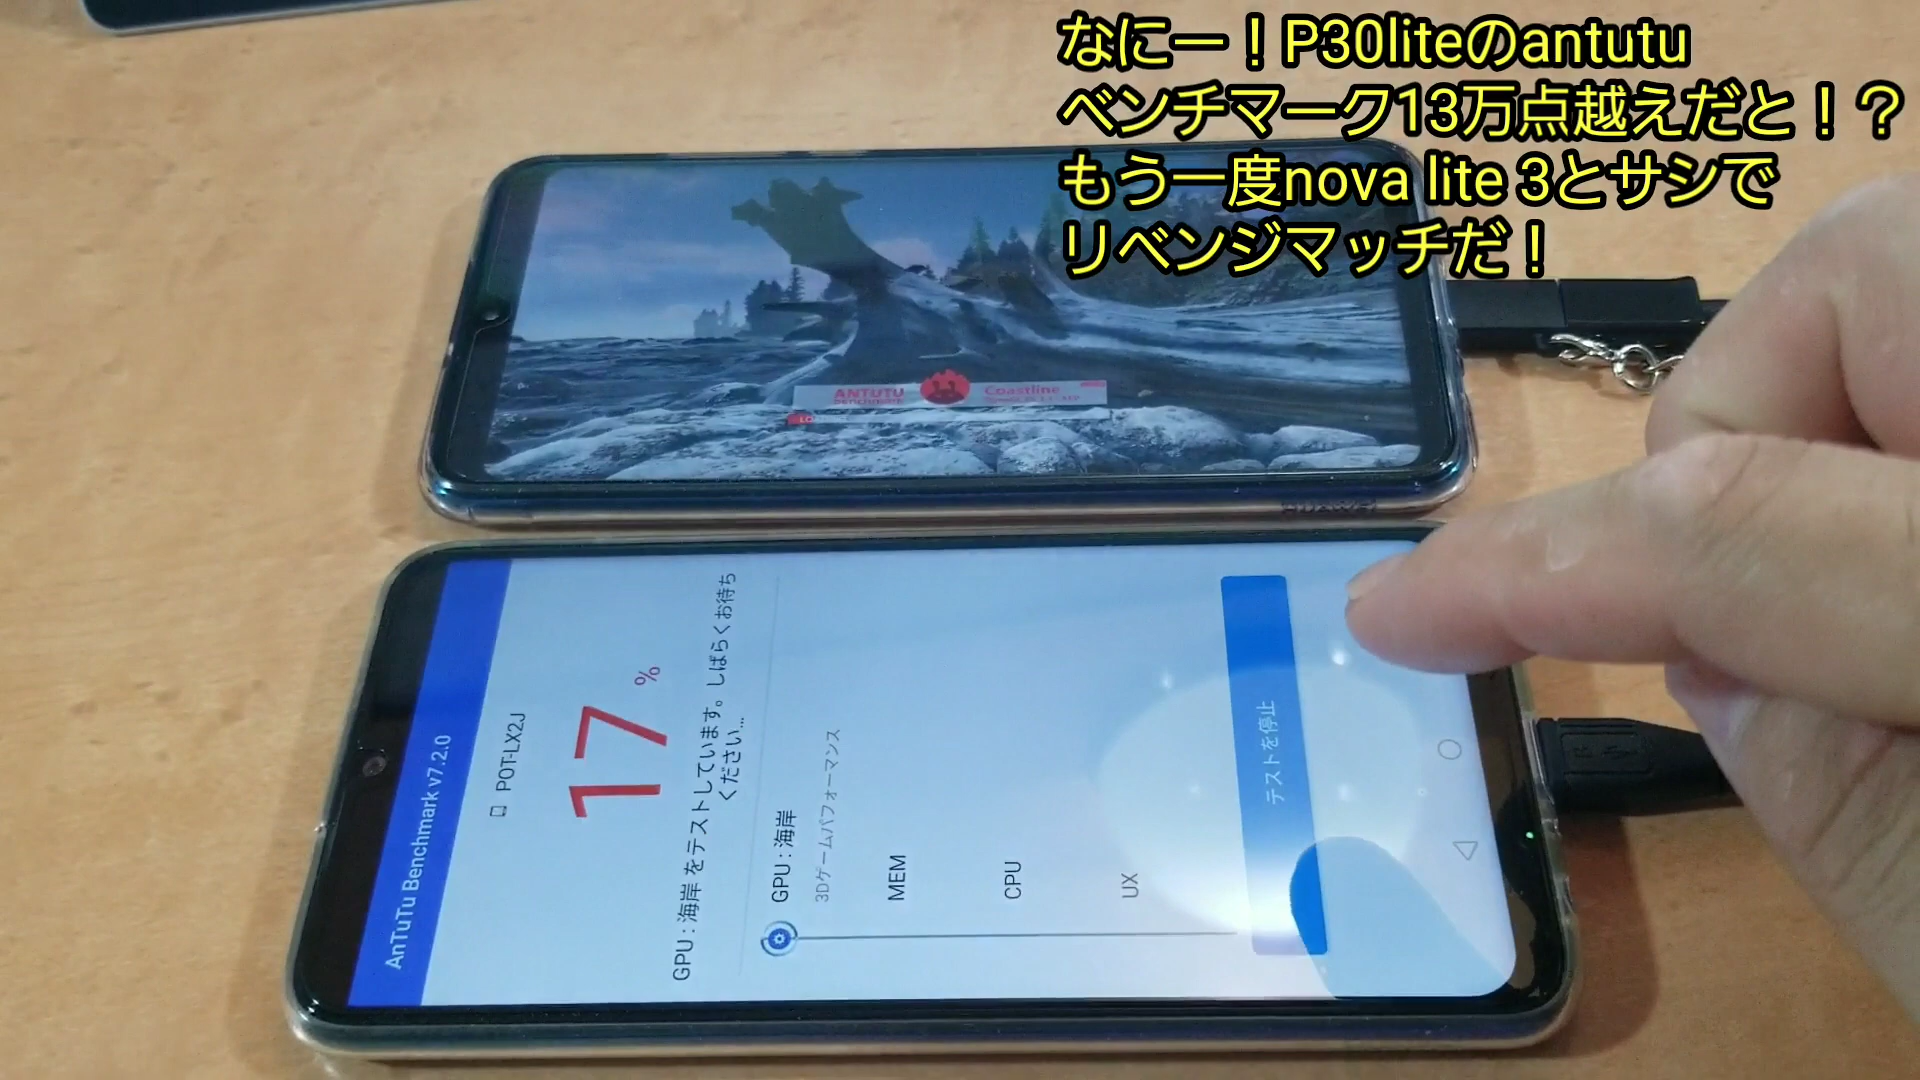 なにー！P30liteのantutu
ベンチマーク13万点越えだと！？
もう一度nova lite 3とサシで
リベンジマッチだ！
ANTUTU
BENCHMARK
Coastline
HUAWEI
AnTuTu Benchmark v7.2.0
POT-LX2J
17%
GPU : 海岸 をテストしています。しばらくお待ち
ください...
GPU : 海岸
3Dゲームパフォーマンス
MEM
CPU
UX
テストを停止